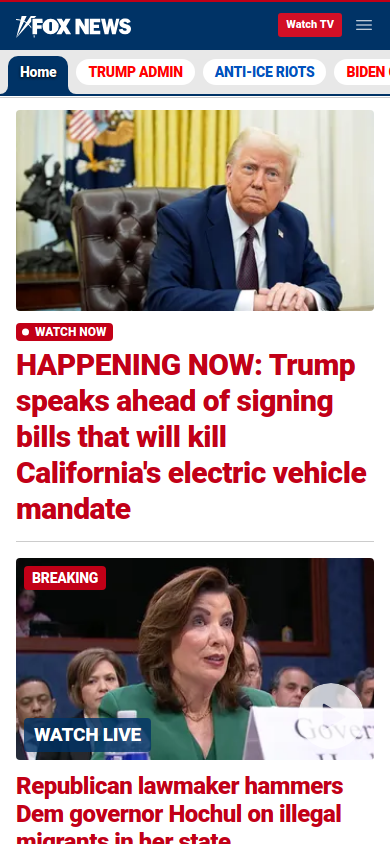 FOX NEWS
Watch TV
Home
TRUMP ADMIN
ANTI-ICE RIOTS
BIDEN
WATCH NOW
HAPPENING NOW: Trump
speaks ahead of signing
bills that will kill
California's electric vehicle
mandate
BREAKING
WATCH LIVE
Republican lawmaker hammers
Dem governor Hochul on illegal
migrants in her state